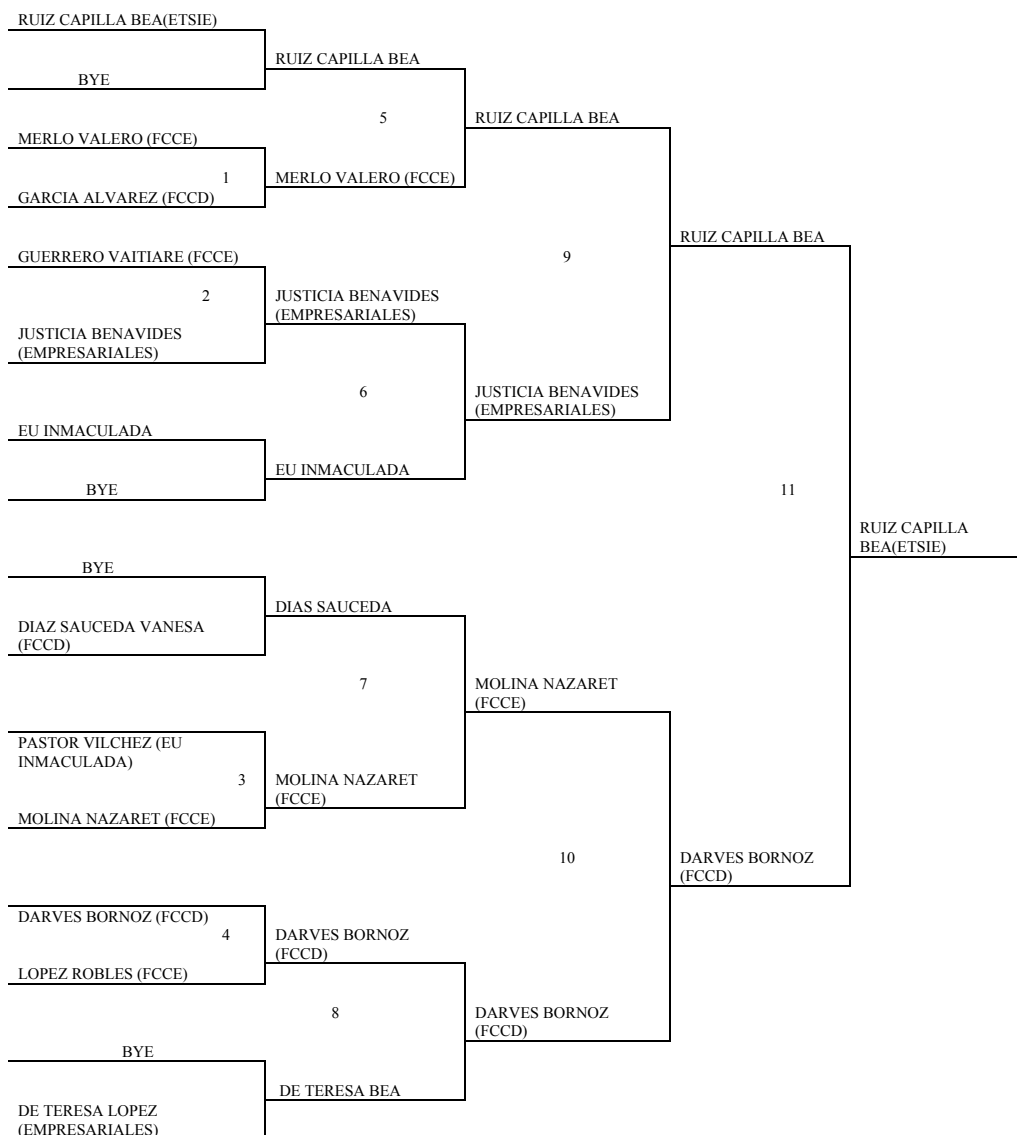 RUIZ CAPILLA BEA(ETSIE)
RUIZ CAPILLA BEA
BYE
5
RUIZ CAPILLA BEA
MERLO VALERO (FCCE)
1
MERLO VALERO (FCCE)
GARCIA ALVAREZ (FCCD)
RUIZ CAPILLA BEA
GUERRERO VAITIARE (FCCE)
9
2
JUSTICIA BENAVIDES
(EMPRESARIALES)
JUSTICIA BENAVIDES
(EMPRESARIALES)
6
JUSTICIA BENAVIDES
(EMPRESARIALES)
EU INMACULADA
EU INMACULADA
BYE
11
RUIZ CAPILLA
BEA(ETSIE)
BYE
DIAS SAUCEDA
DIAZ SAUCEDA VANESA
(FCCD)
7
MOLINA NAZARET
(FCCE)
PASTOR VILCHEZ (EU
INMACULADA)
3
MOLINA NAZARET
(FCCE)
MOLINA NAZARET (FCCE)
10
DARVES BORNOZ
(FCCD)
DARVES BORNOZ (FCCD)
4
DARVES BORNOZ
(FCCD)
LOPEZ ROBLES (FCCE)
8
DARVES BORNOZ
(FCCD)
BYE
DE TERESA BEA
DE TERESA LOPEZ
(EMPRESARIALES)